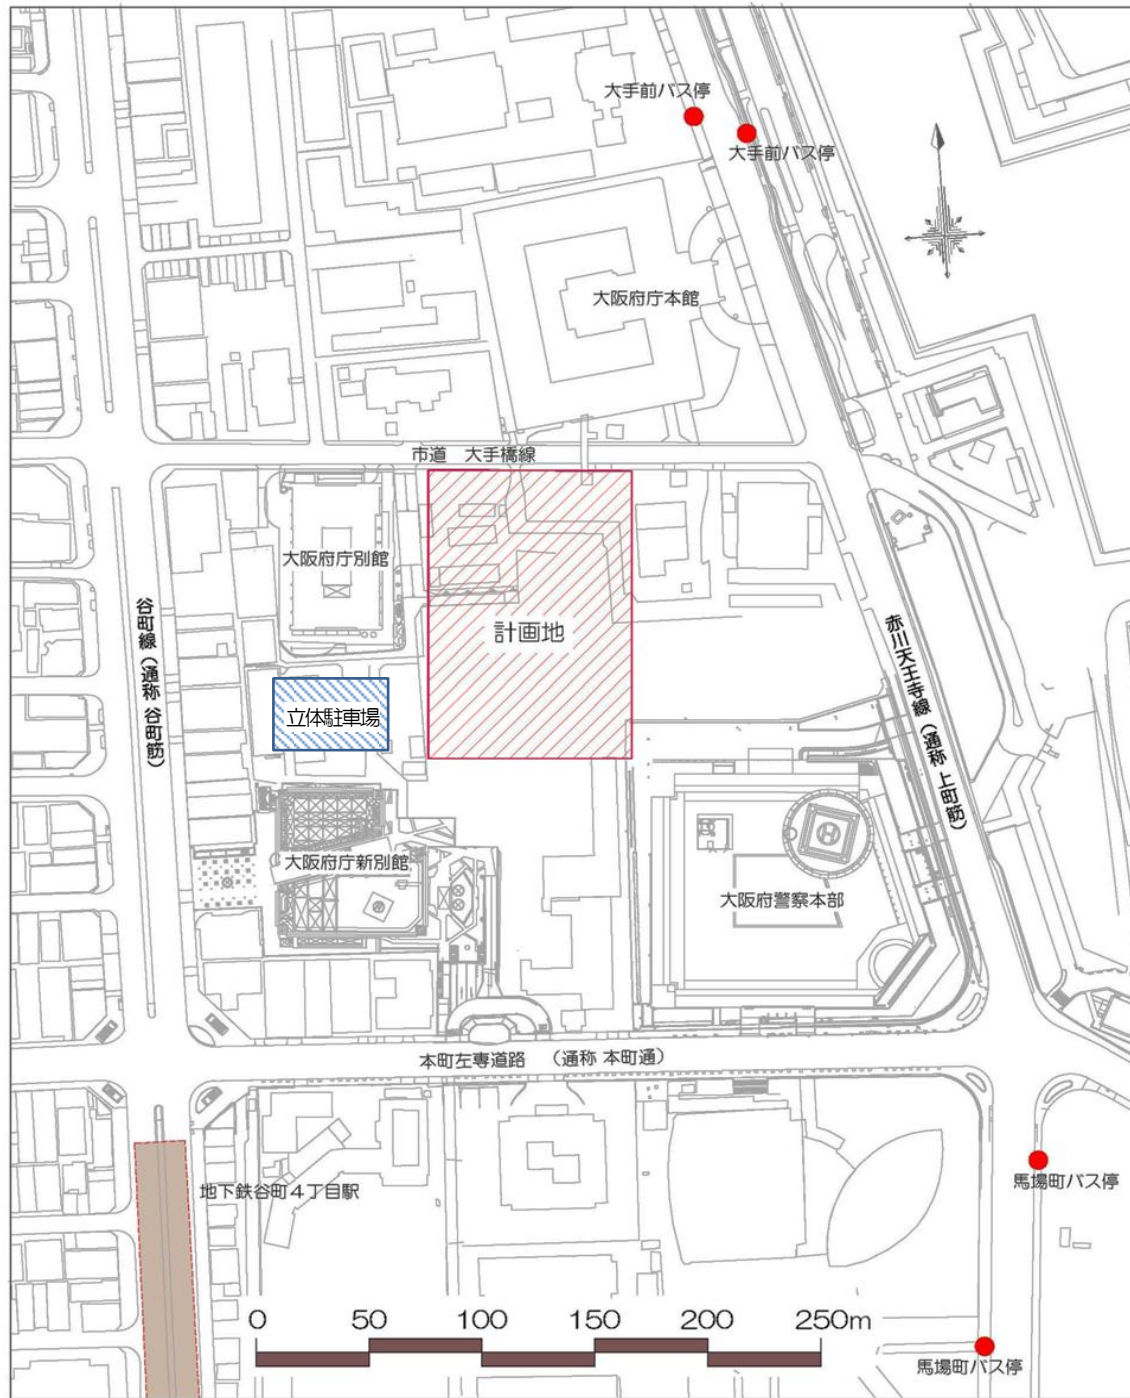 大手前バス停
大手前バス停
大阪府庁本館
市道　大手橋線
大阪府庁別館
計画地
谷町線（通称 谷町筋）
赤川天王寺線（通称 上町筋）
立体駐車場
大阪府庁新別館
大阪府警察本部
本町左専道路　（通称 本町通）
地下鉄谷町４丁目駅
馬場町バス停
0 50 100 150 200 250m
馬場町バス停